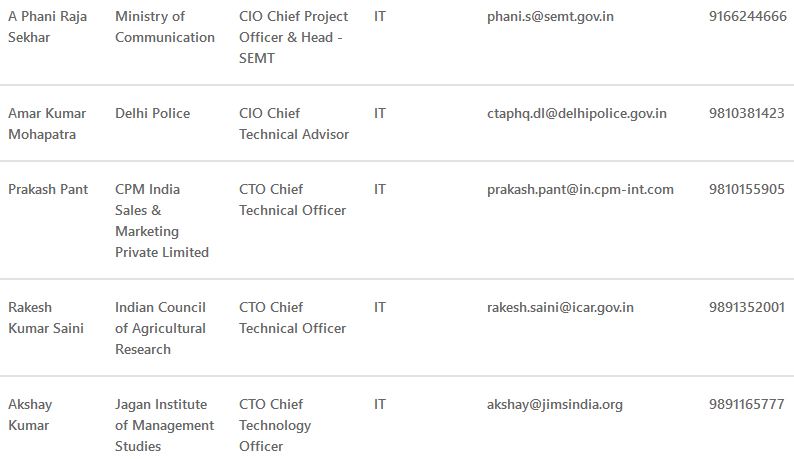 A Phani Raja Ministry of CIO Chief Project IT phani.s@semt.gov.in 9166244666
Sekhar Communication Officer & Head -
SEMT
Amar Kumar Delhi Police CIO Chief IT ctaphq.dl@delhipolice.gov.in 9810381423
Mohapatra Technical Advisor
Prakash Pant CPM India CTO Chief IT prakash.pant@in.cpm-int.com 9810155905
Sales & Technical Officer
Marketing
Private Limited
Rakesh Indian Council CTO Chief IT rakesh.saini@icar.gov.in 9891352001
Kumar Saini of Agricultural Technical Officer
Research
Akshay Jagan Institute CTO Chief IT akshay@jimsindia.org 9891165777
Kumar of Management Technology
Studies Officer